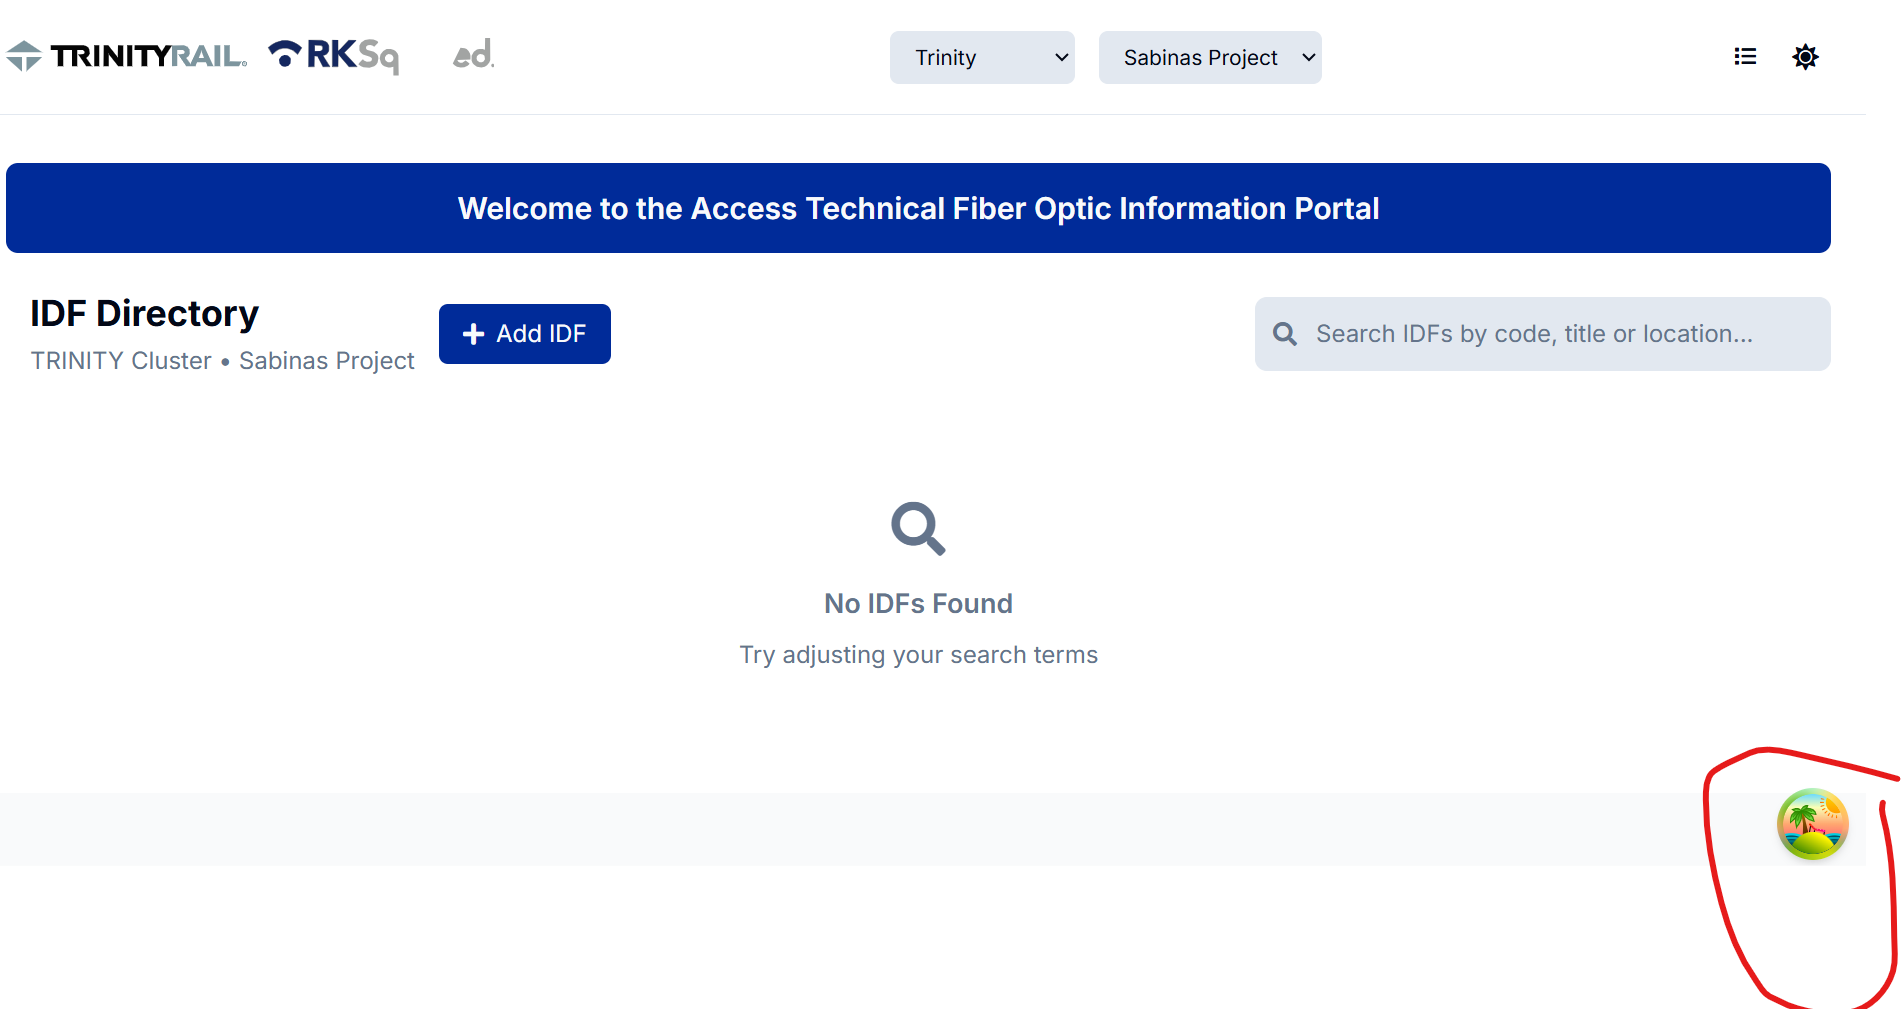 TRINITYRAIL RKSq ed.
Trinity
Sabinas Project
Welcome to the Access Technical Fiber Optic Information Portal
IDF Directory
TRINITY Cluster • Sabinas Project
Add IDF
Search IDFs by code, title or location...
No IDFs Found
Try adjusting your search terms